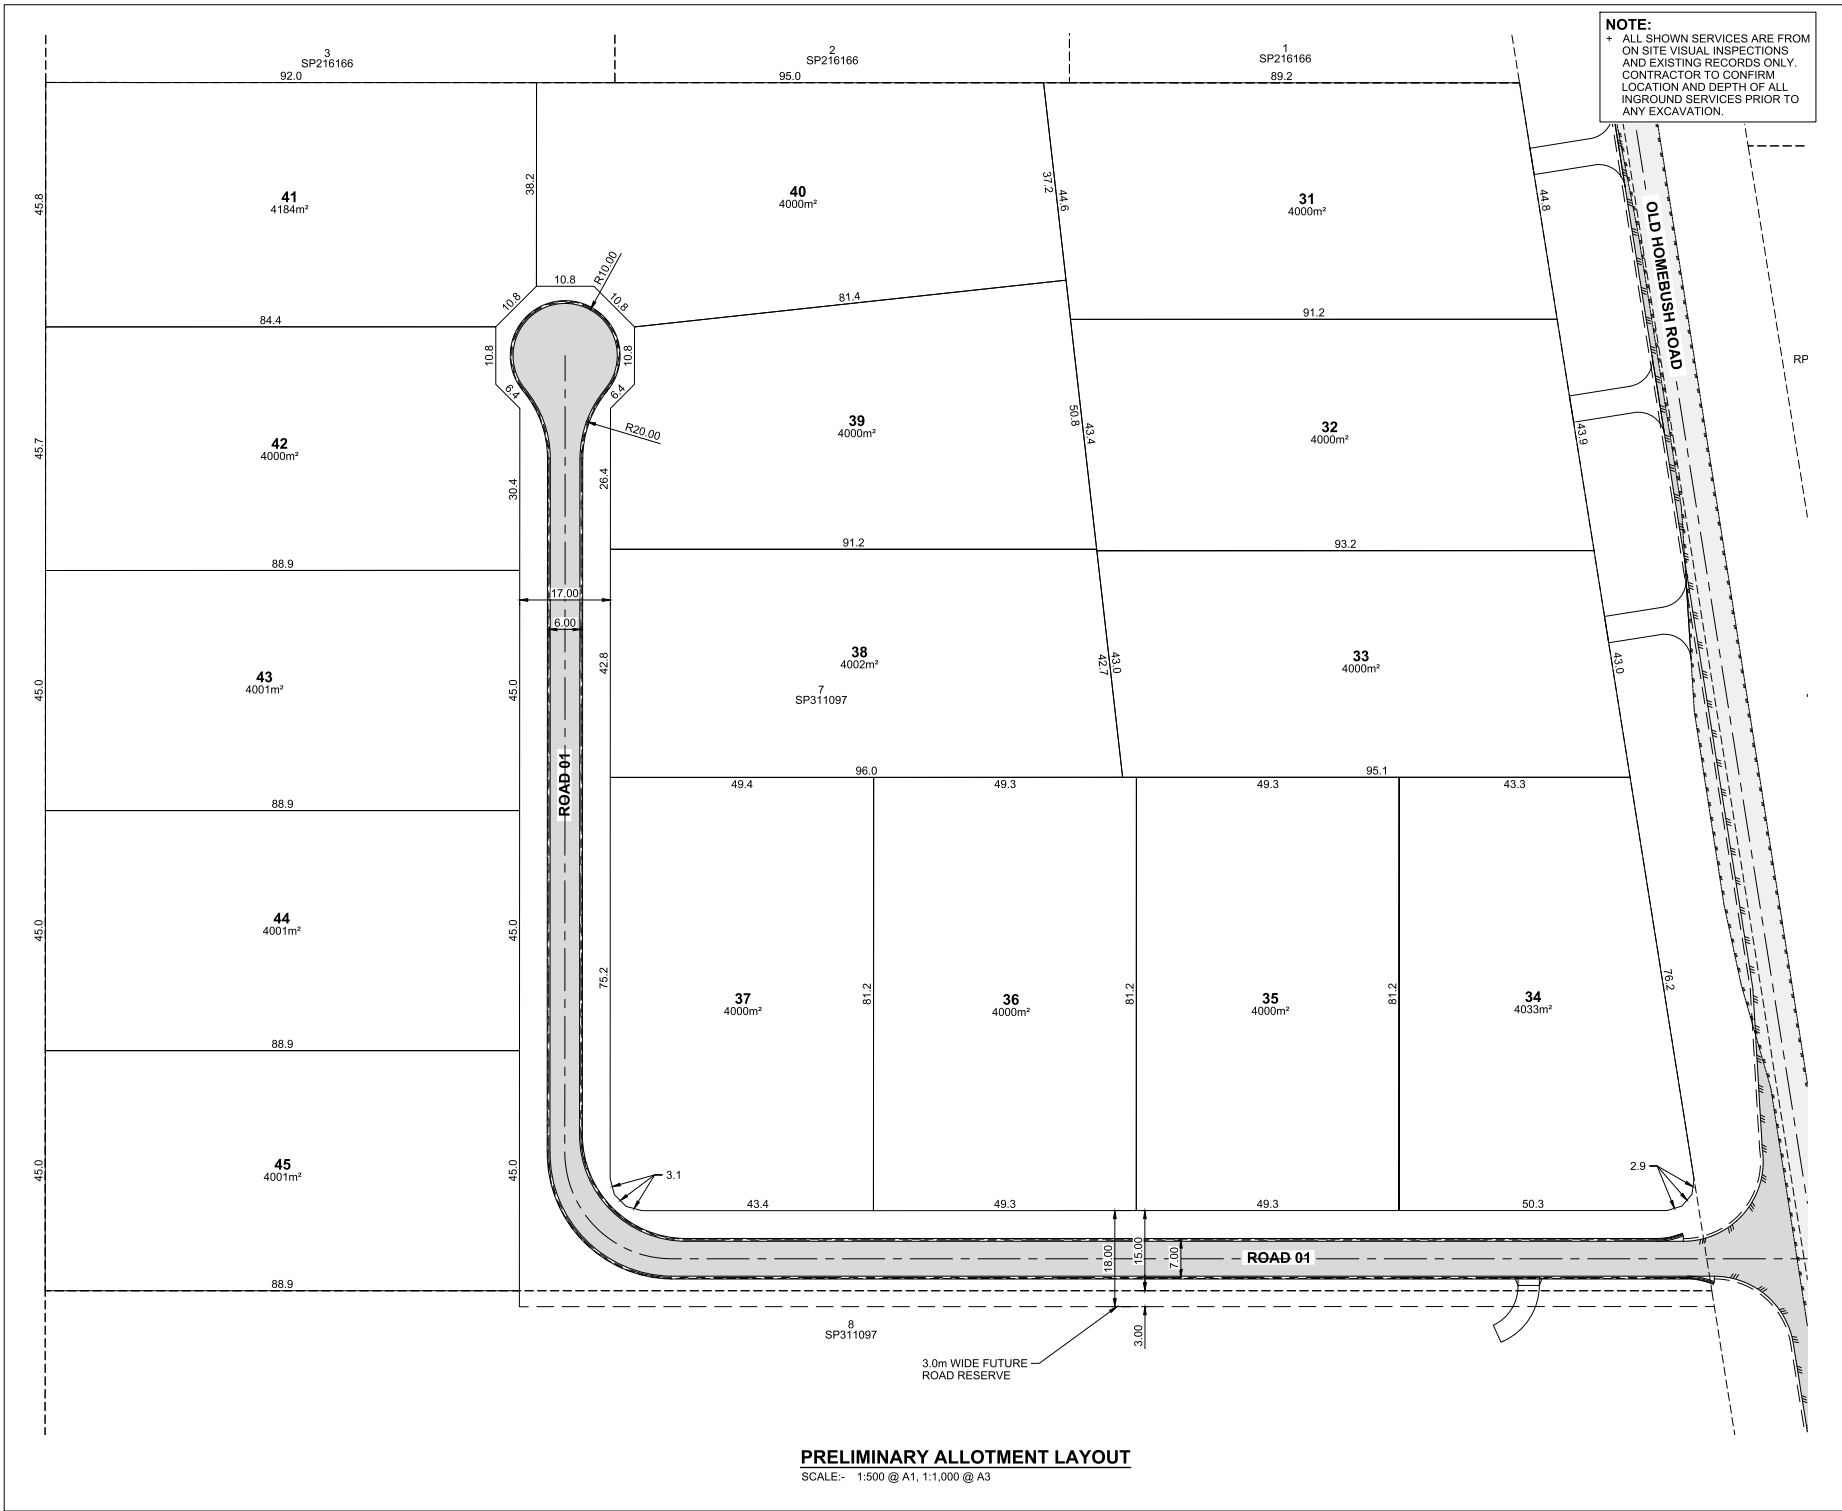 NOTE:
+ ALL SHOWN SERVICES ARE FROM
ON SITE VISUAL INSPECTIONS
AND EXISTING RECORDS ONLY.
CONTRACTOR TO CONFIRM
LOCATION AND DEPTH OF ALL
INGROUND SERVICES PRIOR TO
ANY EXCAVATION.
3
SP216166
92.0
2
SP216166
95.0
1
SP216166
89.2
45.8
41
4184m²
38.2
40
4000m²
37.2
44.6
31
4000m²
44.8
OLD HOMEBUSH ROAD
10.8
10.8
10.8
R10.00
81.4
84.4
91.2
10.8
10.8
RP
6.4
6.4
R20.00
45.7
42
4000m²
30.4
26.4
39
4000m²
50.8
43.4
32
4000m²
43.9
91.2
93.2
88.9
17.00
6.00
45.0
43
4001m²
45.0
42.8
38
4002m²
7
SP311097
42.7
43.0
33
4000m²
43.0
ROAD 01
96.0
95.1
49.4
49.3
49.3
43.3
88.9
45.0
44
4001m²
45.0
75.2
37
4000m²
81.2
36
4000m²
81.2
35
4000m²
81.2
34
4033m²
76.2
88.9
45.0
45
4001m²
45.0
3.1
2.9
43.4
49.3
49.3
50.3
18.00
15.00
7.00
ROAD 01
88.9
8
SP311097
3.00
3.0m WIDE FUTURE
ROAD RESERVE
PRELIMINARY ALLOTMENT LAYOUT
SCALE:- 1:500 @ A1, 1:1,000 @ A3